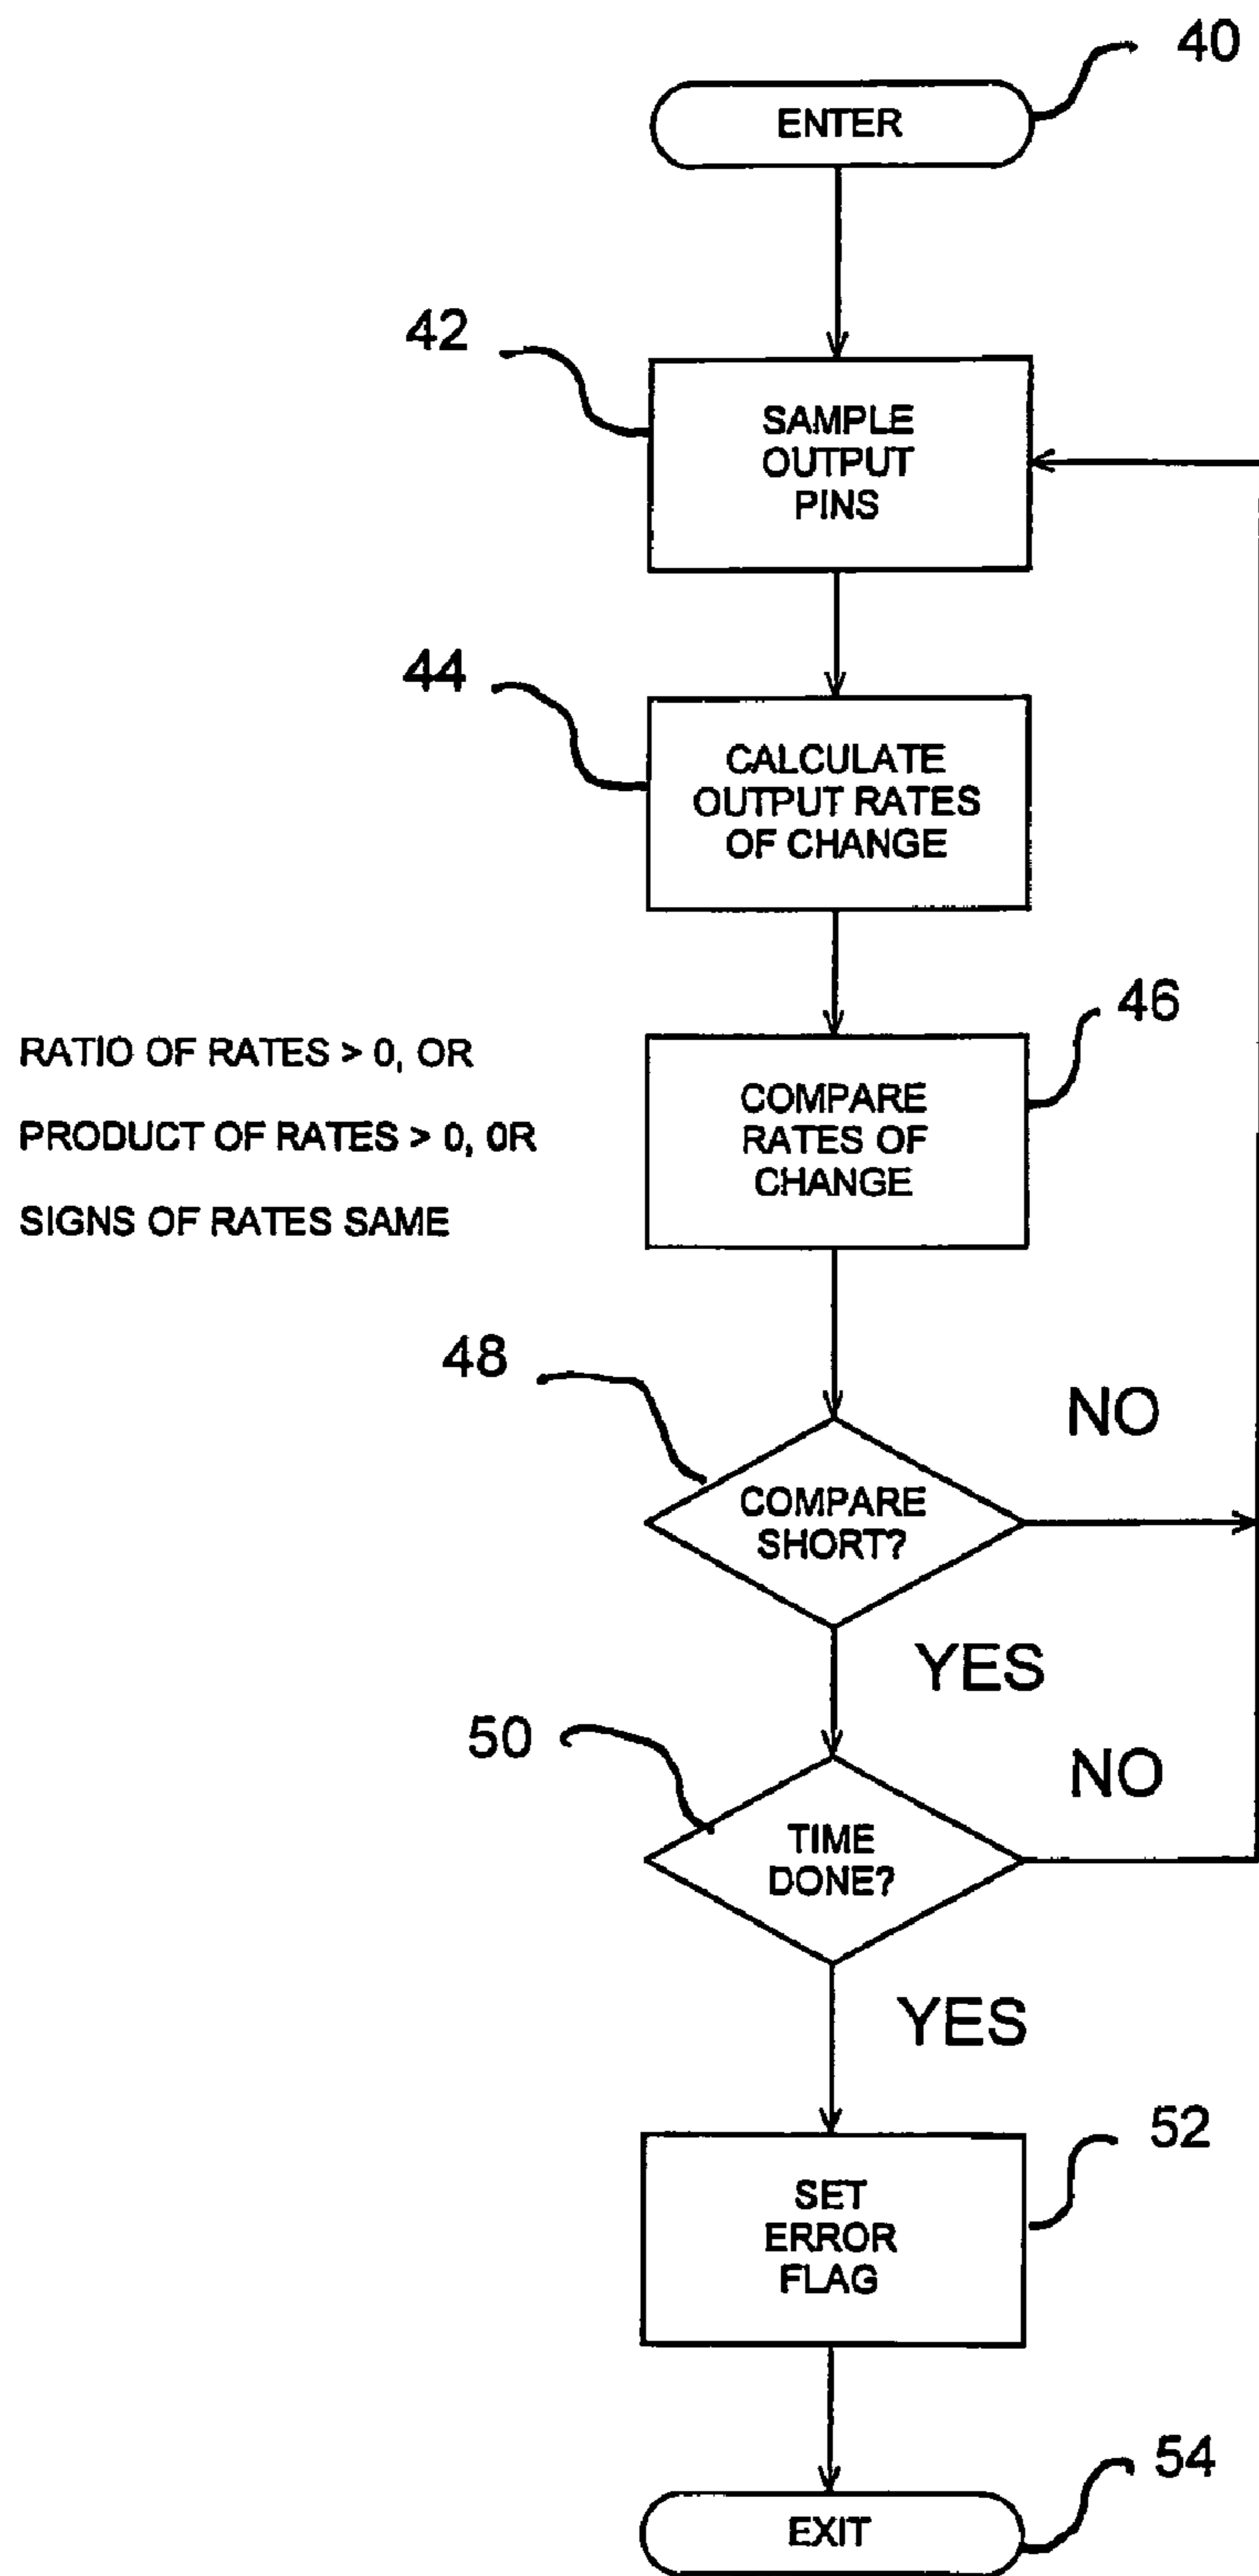 40
ENTER
42
SAMPLE
OUTPUT
PINS
44
CALCULATE
OUTPUT RATES
OF CHANGE
46
RATIO OF RATES > 0, OR
PRODUCT OF RATES > 0, 0R
SIGNS OF RATES SAME
COMPARE
RATES OF
CHANGE
48
NO
COMPARE
SHORT?
YES
50
NO
TIME
DONE?
YES
52
SET
ERROR
FLAG
54
EXIT